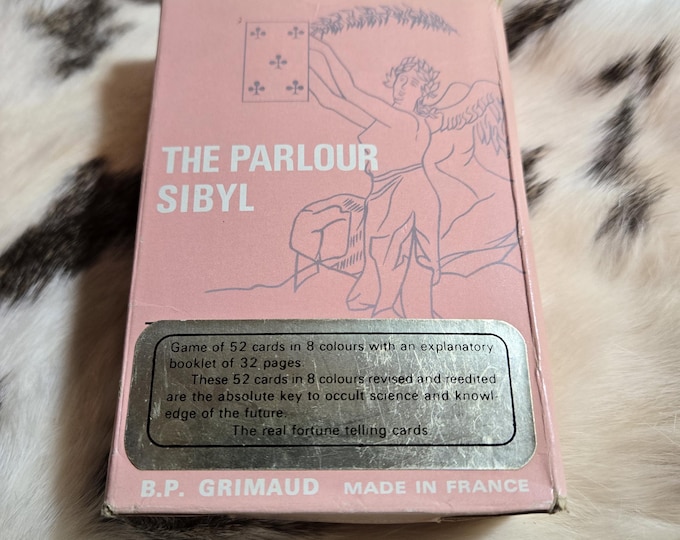 THE PARLOUR
SIBYL
Game of 52 cards in 8 colours with an explanatory
booklet of 32 pages.
These 52 cards in 8 colours revised and reedited
are the absolute key to occult science and knowl-
edge of the future.
The real fortune telling cards.
B.P. GRIMAUD MADE IN FRANCE